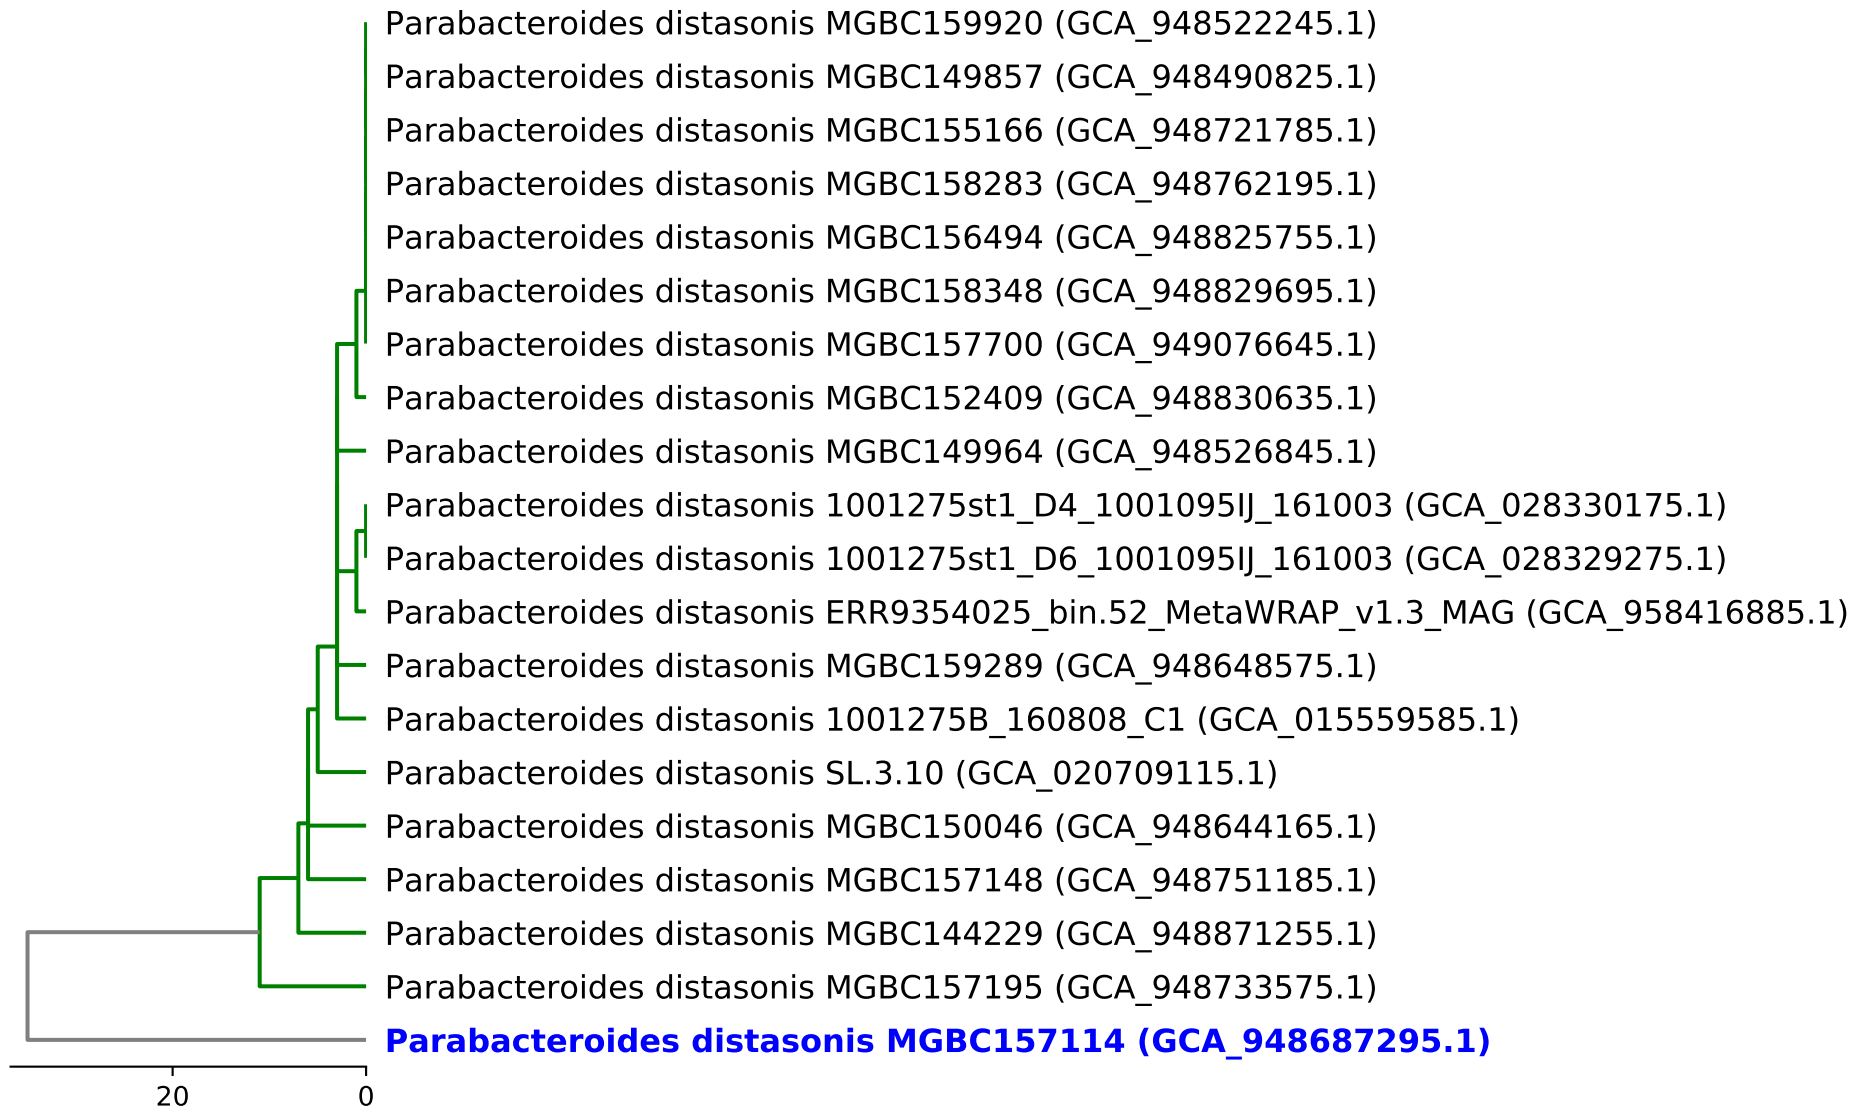 Parabacteroides distasonis MGBC159920 (GCA_948522245.1)
Parabacteroides distasonis MGBC149857 (GCA_948490825.1)
Parabacteroides distasonis MGBC155166 (GCA_948721785.1)
Parabacteroides distasonis MGBC158283 (GCA_948762195.1)
Parabacteroides distasonis MGBC156494 (GCA_948825755.1)
Parabacteroides distasonis MGBC158348 (GCA_948829695.1)
Parabacteroides distasonis MGBC157700 (GCA_949076645.1)
Parabacteroides distasonis MGBC152409 (GCA_948830635.1)
Parabacteroides distasonis MGBC149964 (GCA_948526845.1)
Parabacteroides distasonis 1001275st1_D4_1001095IJ_161003 (GCA_028330175.1)
Parabacteroides distasonis 1001275st1_D6_1001095IJ_161003 (GCA_028329275.1)
Parabacteroides distasonis ERR9354025_bin.52_MetaWRAP_v1.3_MAG (GCA_958416885.1)
Parabacteroides distasonis MGBC159289 (GCA_948648575.1)
Parabacteroides distasonis 1001275B_160808_C1 (GCA_015559585.1)
Parabacteroides distasonis SL.3.10 (GCA_020709115.1)
Parabacteroides distasonis MGBC150046 (GCA_948644165.1)
Parabacteroides distasonis MGBC157148 (GCA_948751185.1)
Parabacteroides distasonis MGBC144229 (GCA_948871255.1)
Parabacteroides distasonis MGBC157195 (GCA_948733575.1)
Parabacteroides distasonis MGBC157114 (GCA_948687295.1)
20 0